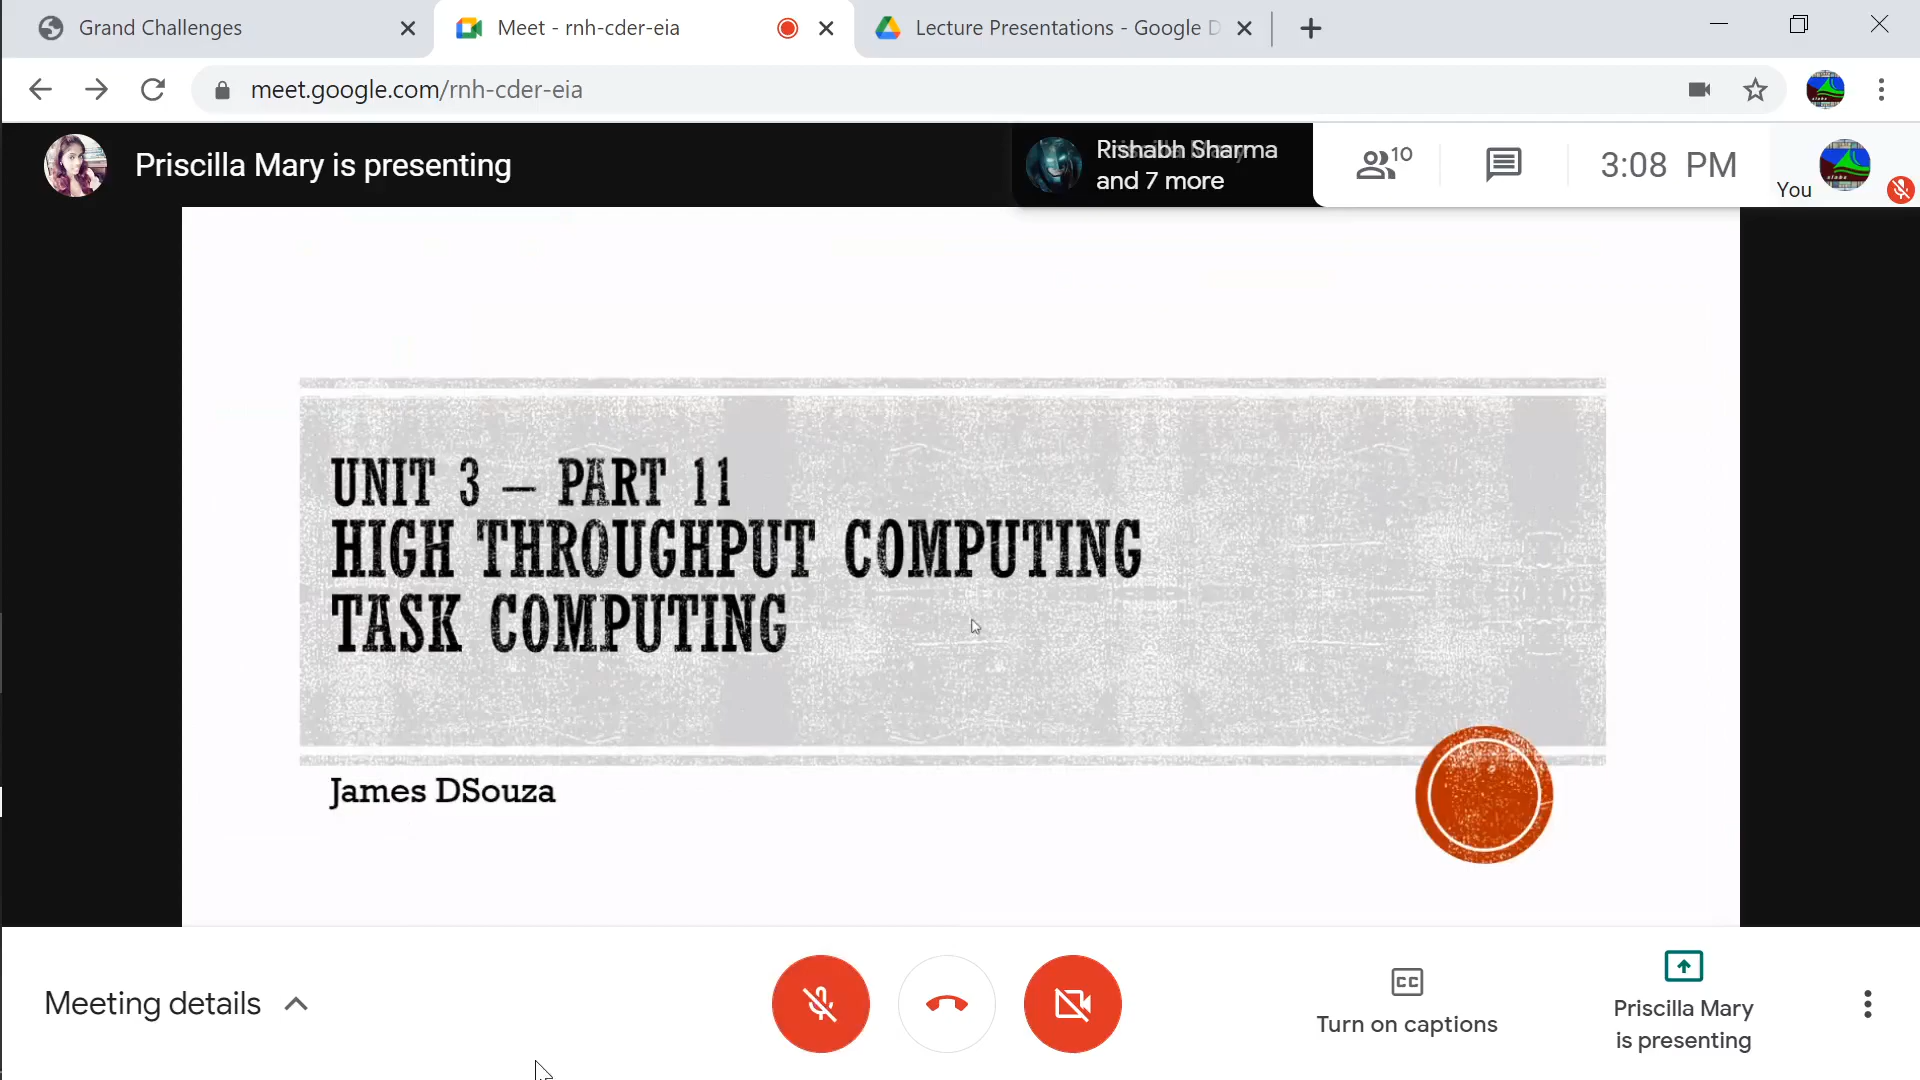 Grand Challenges
Meet - rnh-cder-eia
Lecture Presentations - Google D
meet.google.com/rnh-cder-eia
Priscilla Mary is presenting
Rishabh Sharma
and 7 more
10
3:08 PM
You
UNIT 3 – PART 11
HIGH THROUGHPUT COMPUTING
TASK COMPUTING
James DSouza
Meeting details
CC
Turn on captions
Priscilla Mary
is presenting